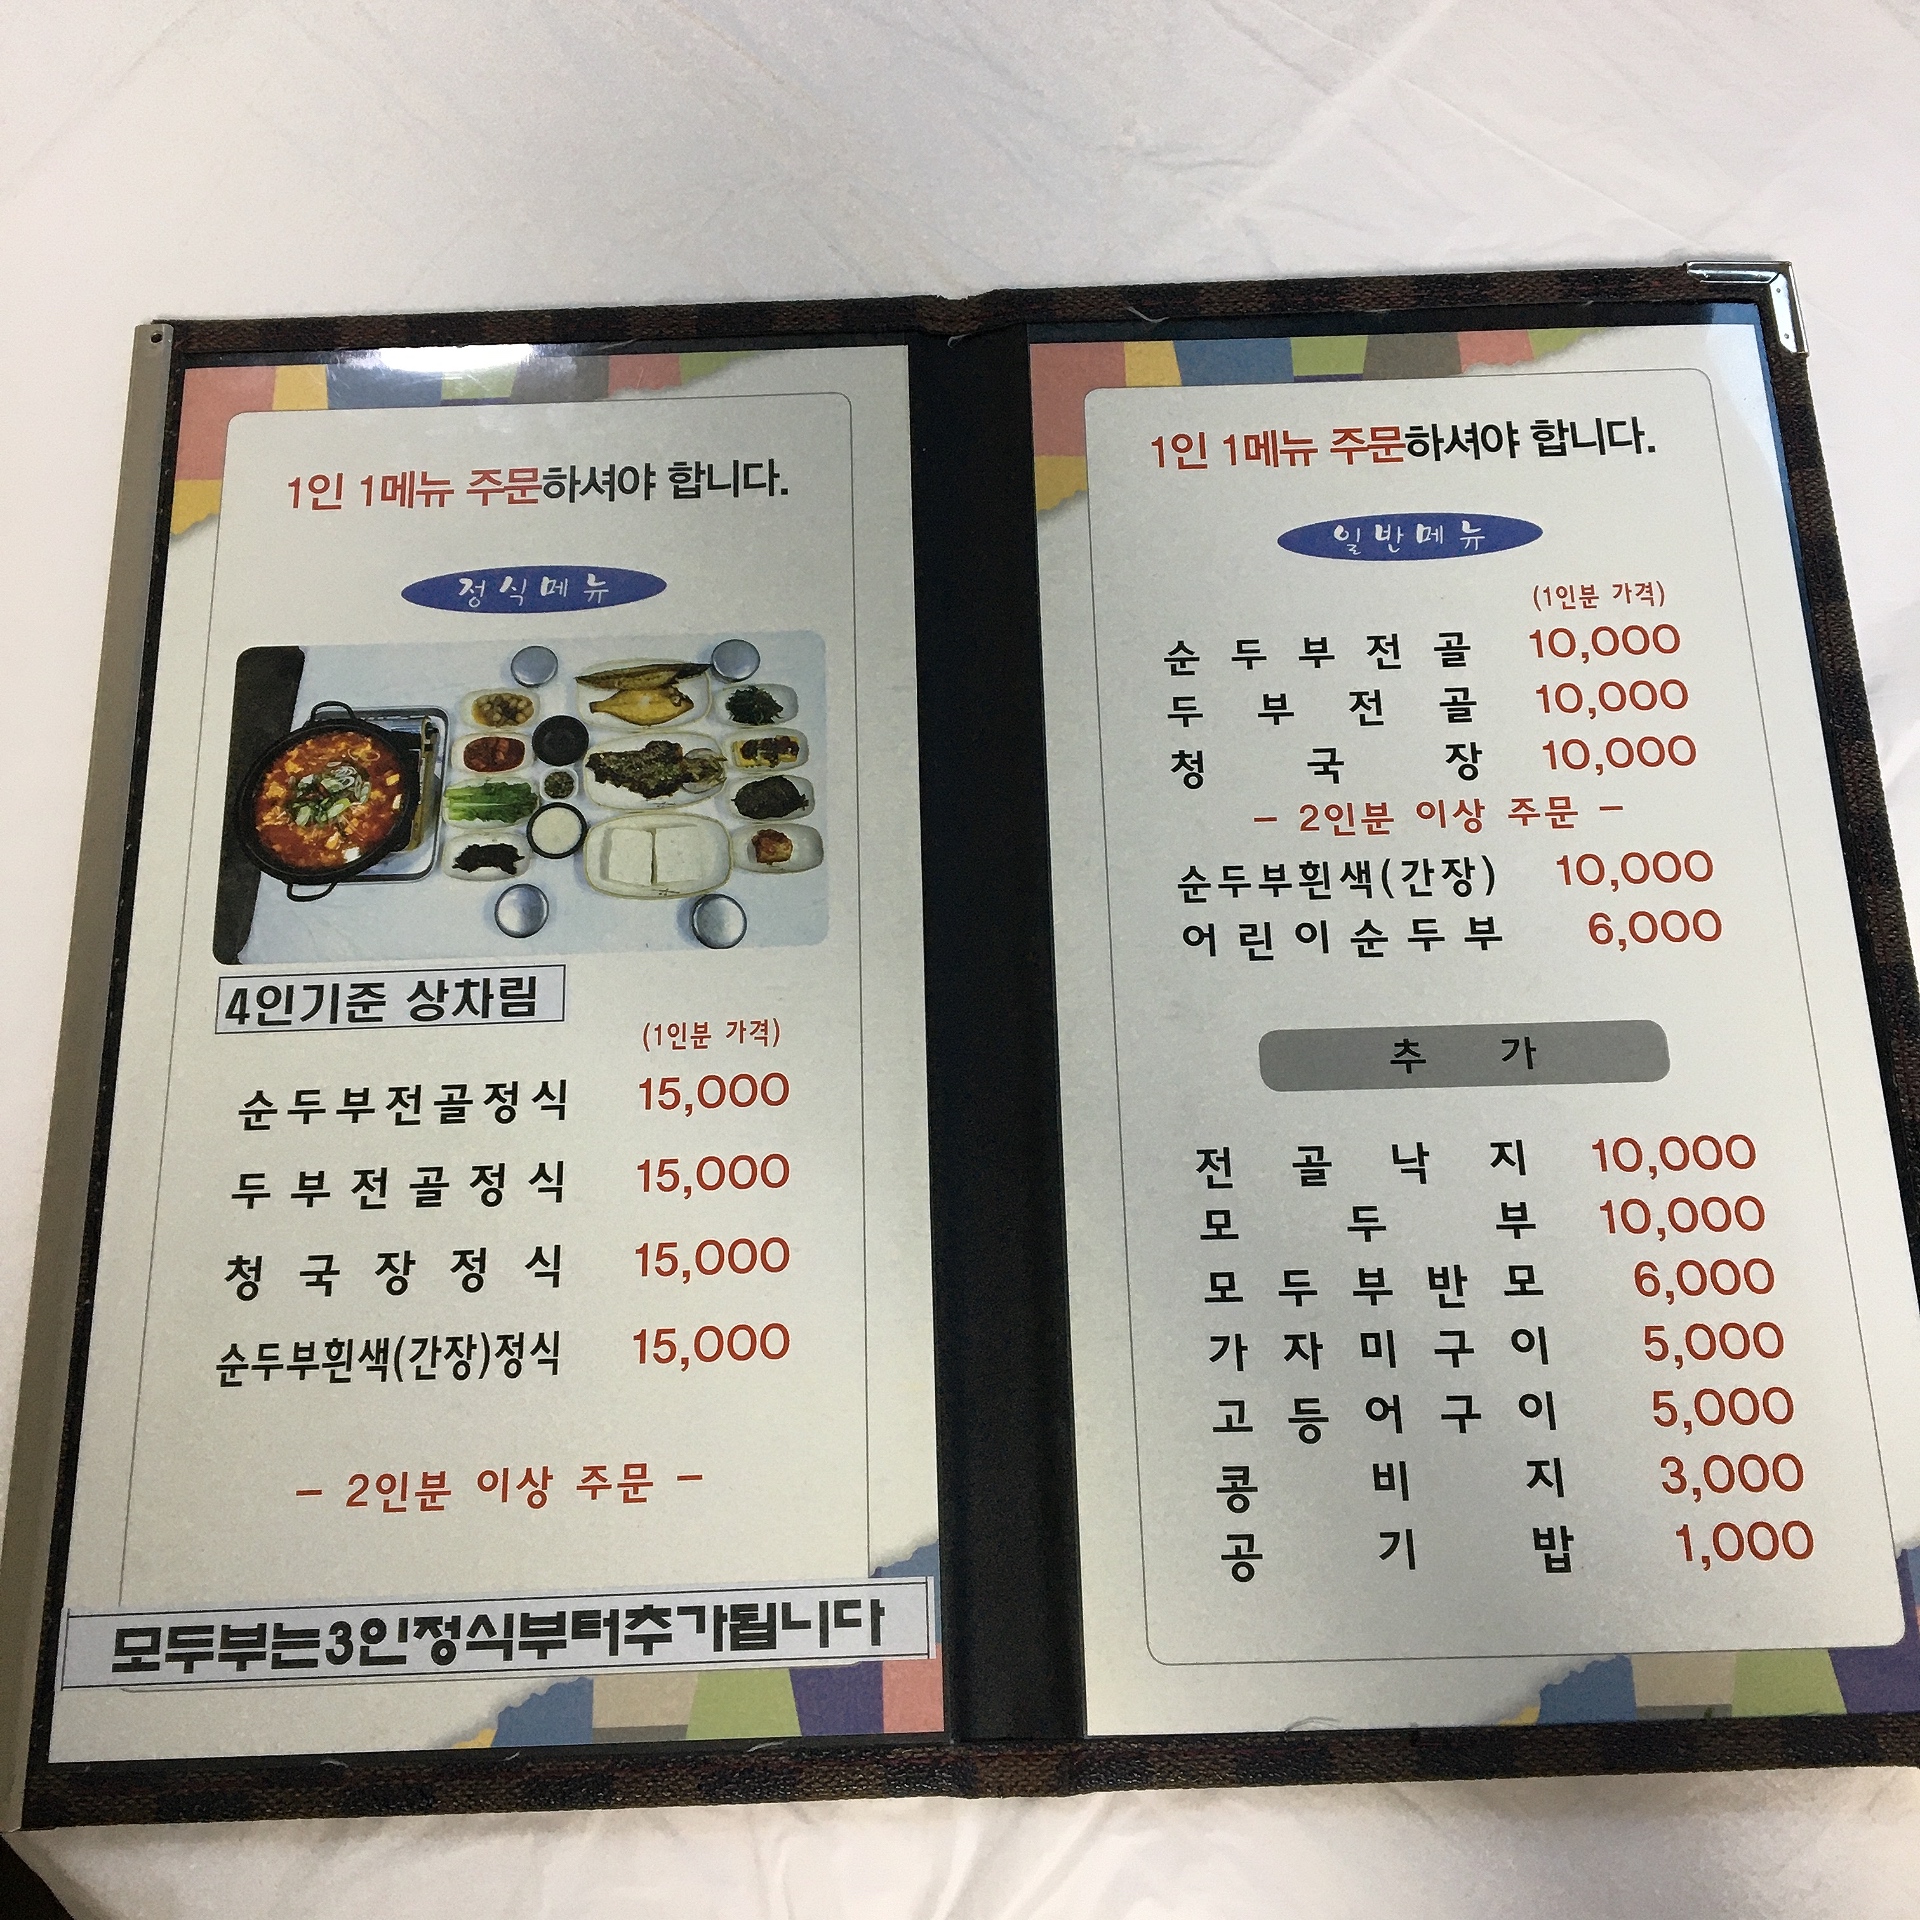 1인 1메뉴 주문하셔야 합니다.
정식메뉴
4인기준 상차림
(1인분 가격)
순두부전골정식 15,000
두부전골정식 15,000
청국장정식 15,000
순두부흰색(간장)정식 15,000
- 2인분 이상 주문 -
모두부는3인정식부터추가됩니다
1인 1메뉴 주문하셔야 합니다.
일반메뉴
(1인분 가격)
순두부전골 10,000
두부전골 10,000
청국장 10,000
- 2인분 이상 주문 -
순두부흰색(간장) 10,000
어린이순두부 6,000
추 가
전골낙지 10,000
모두부 10,000
모두부반모 6,000
가자미구이 5,000
고등어구이 5,000
콩비지 3,000
공기밥 1,000